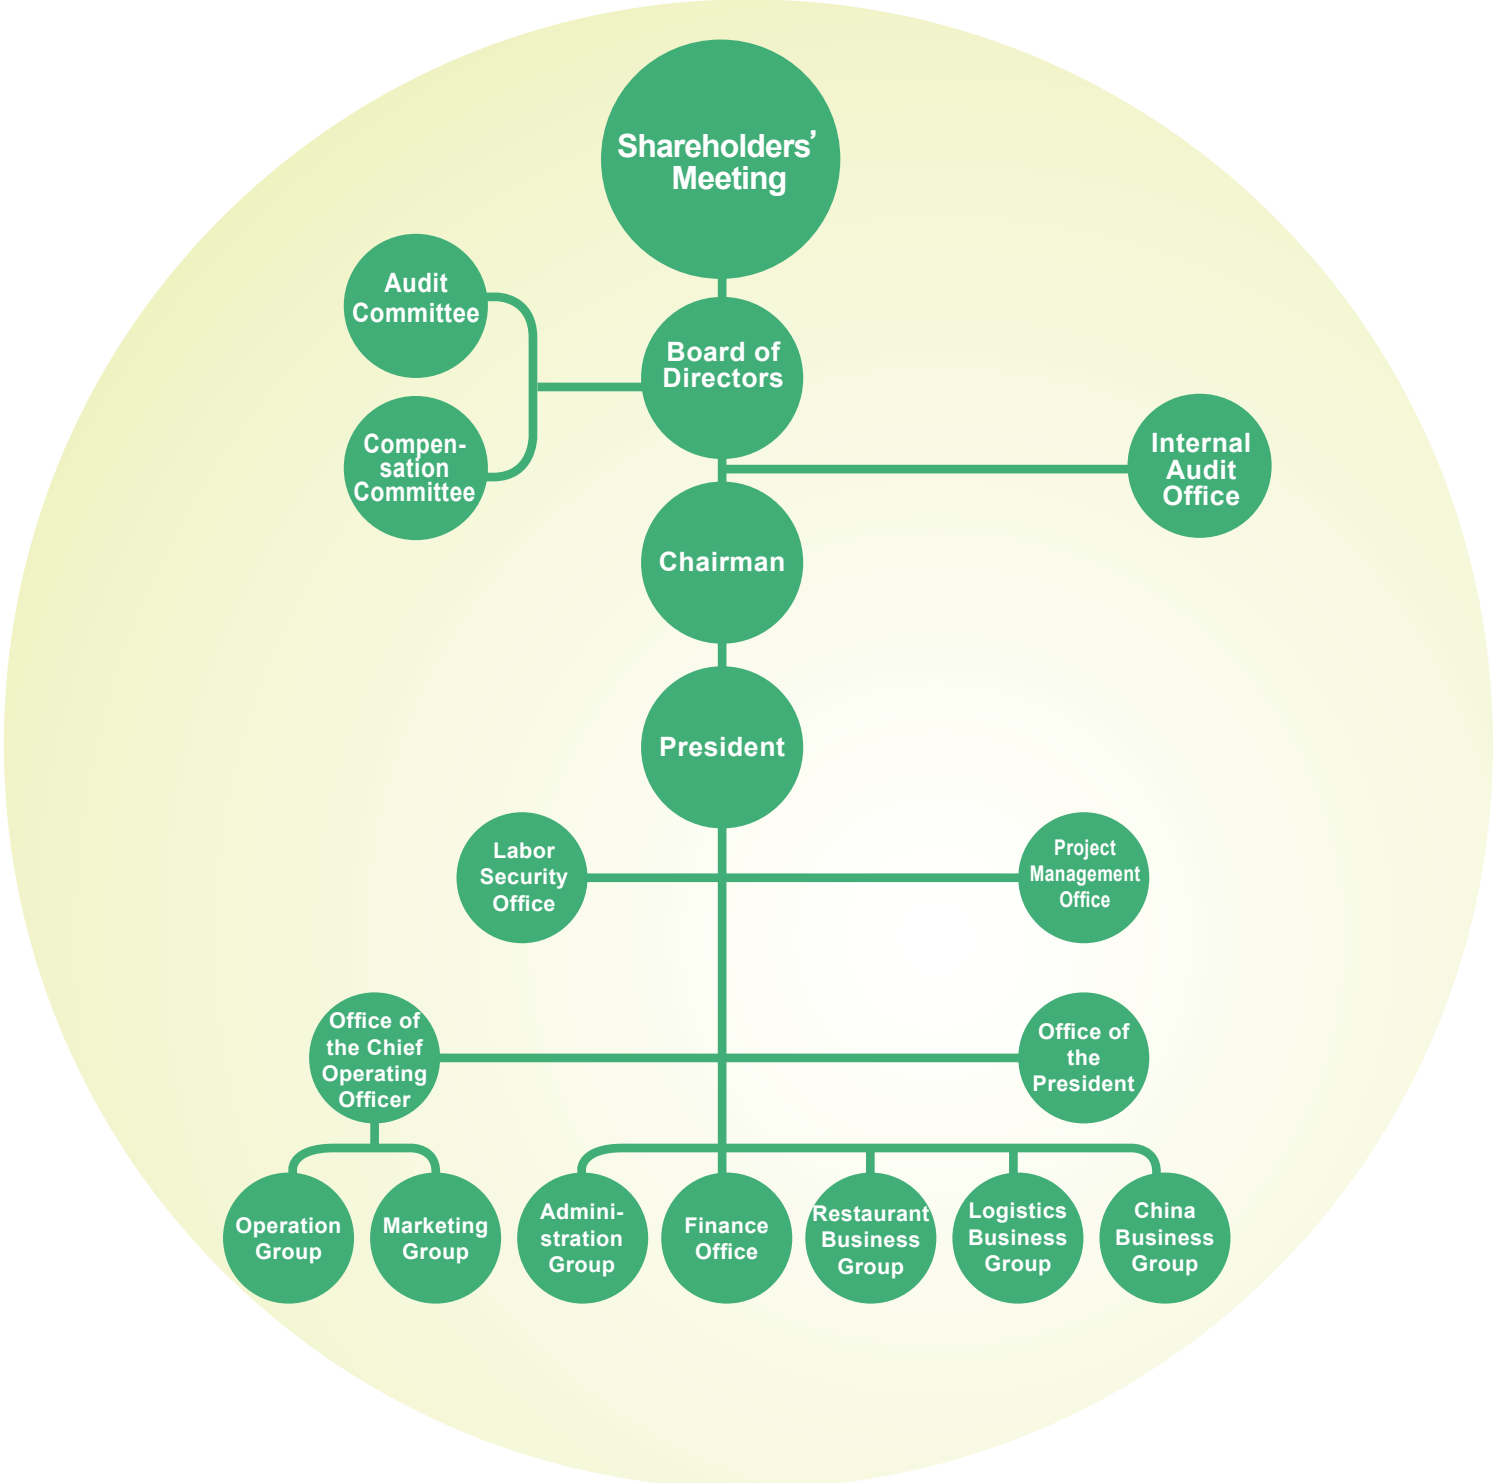 Shareholders’
Meeting
Audit
Committee
Board of
Directors
Compen-
sation
Committee
Internal
Audit
Office
Chairman
President
Labor
Security
Office
Project
Management
Office
Office of
the Chief
Operating
Officer
Office of
the
President
Operation
Group
Marketing
Group
Admini-
stration
Group
Finance
Office
Restaurant
Business
Group
Logistics
Business
Group
China
Business
Group